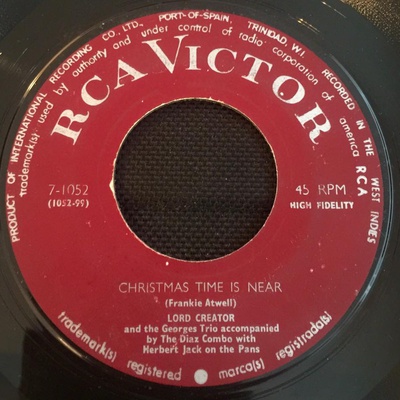 PRODUCT OF INTERNATIONAL RECORDING CO., LTD., PORT-OF-SPAIN, TRINIDAD, W.I. RECORDED IN THE WEST INDIES
trademark(s) used by authority and under control of radio corporation of america RCA
RCA VICTOR
7-1052
(1052-99)
45 RPM
HIGH FIDELITY
CHRISTMAS TIME IS NEAR
(Frankie Atwell)
LORD CREATOR
and the Georges Trio accompanied
by The Diaz Combo with
Herbert Jack on the Pans
trademark(s) registered marca(s) registrada(s)